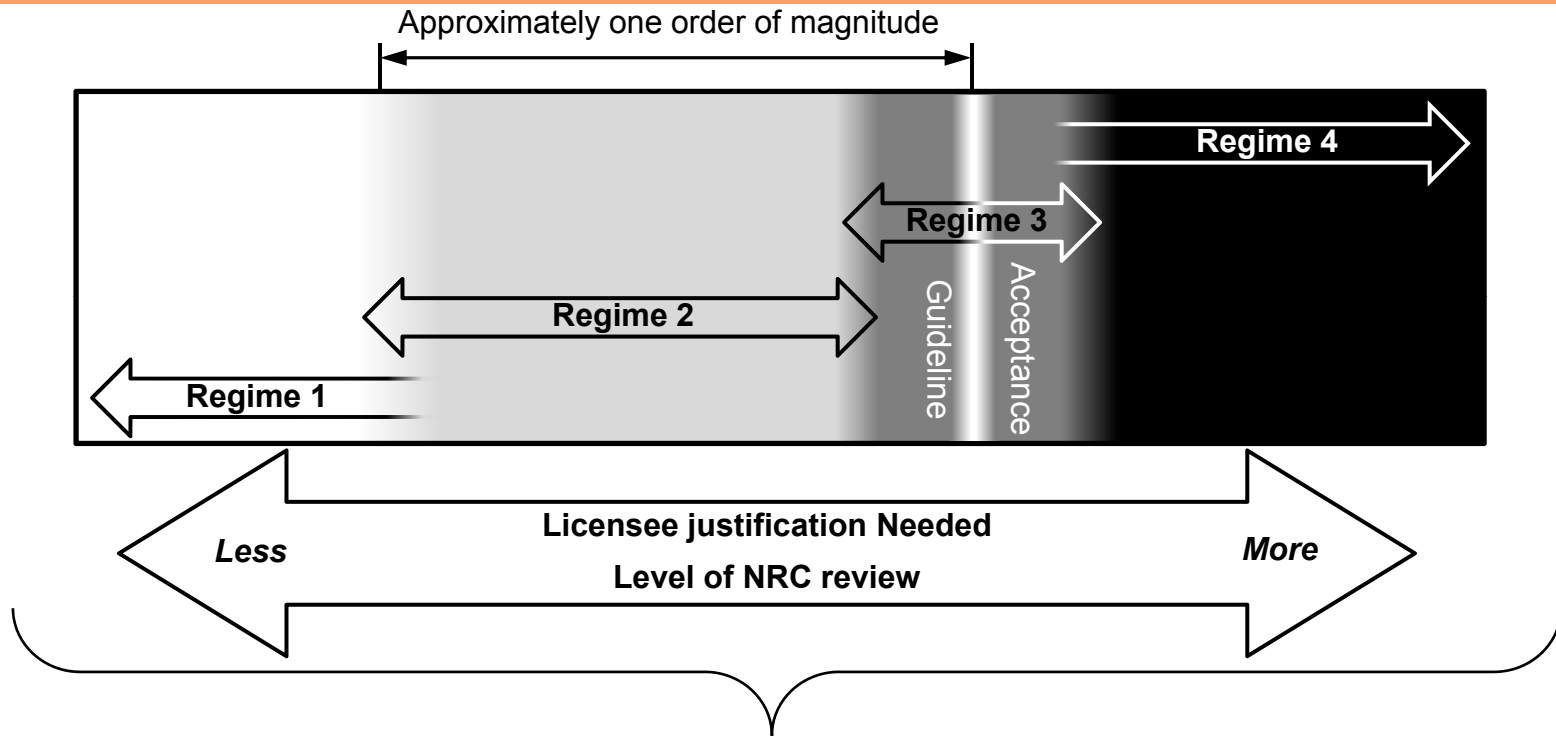 Approximately one order of magnitude
Regime 4
Regime 3
Guideline
Acceptance
Regime 2
Regime 1
Licensee justification Needed
Less
More
Level of NRC review